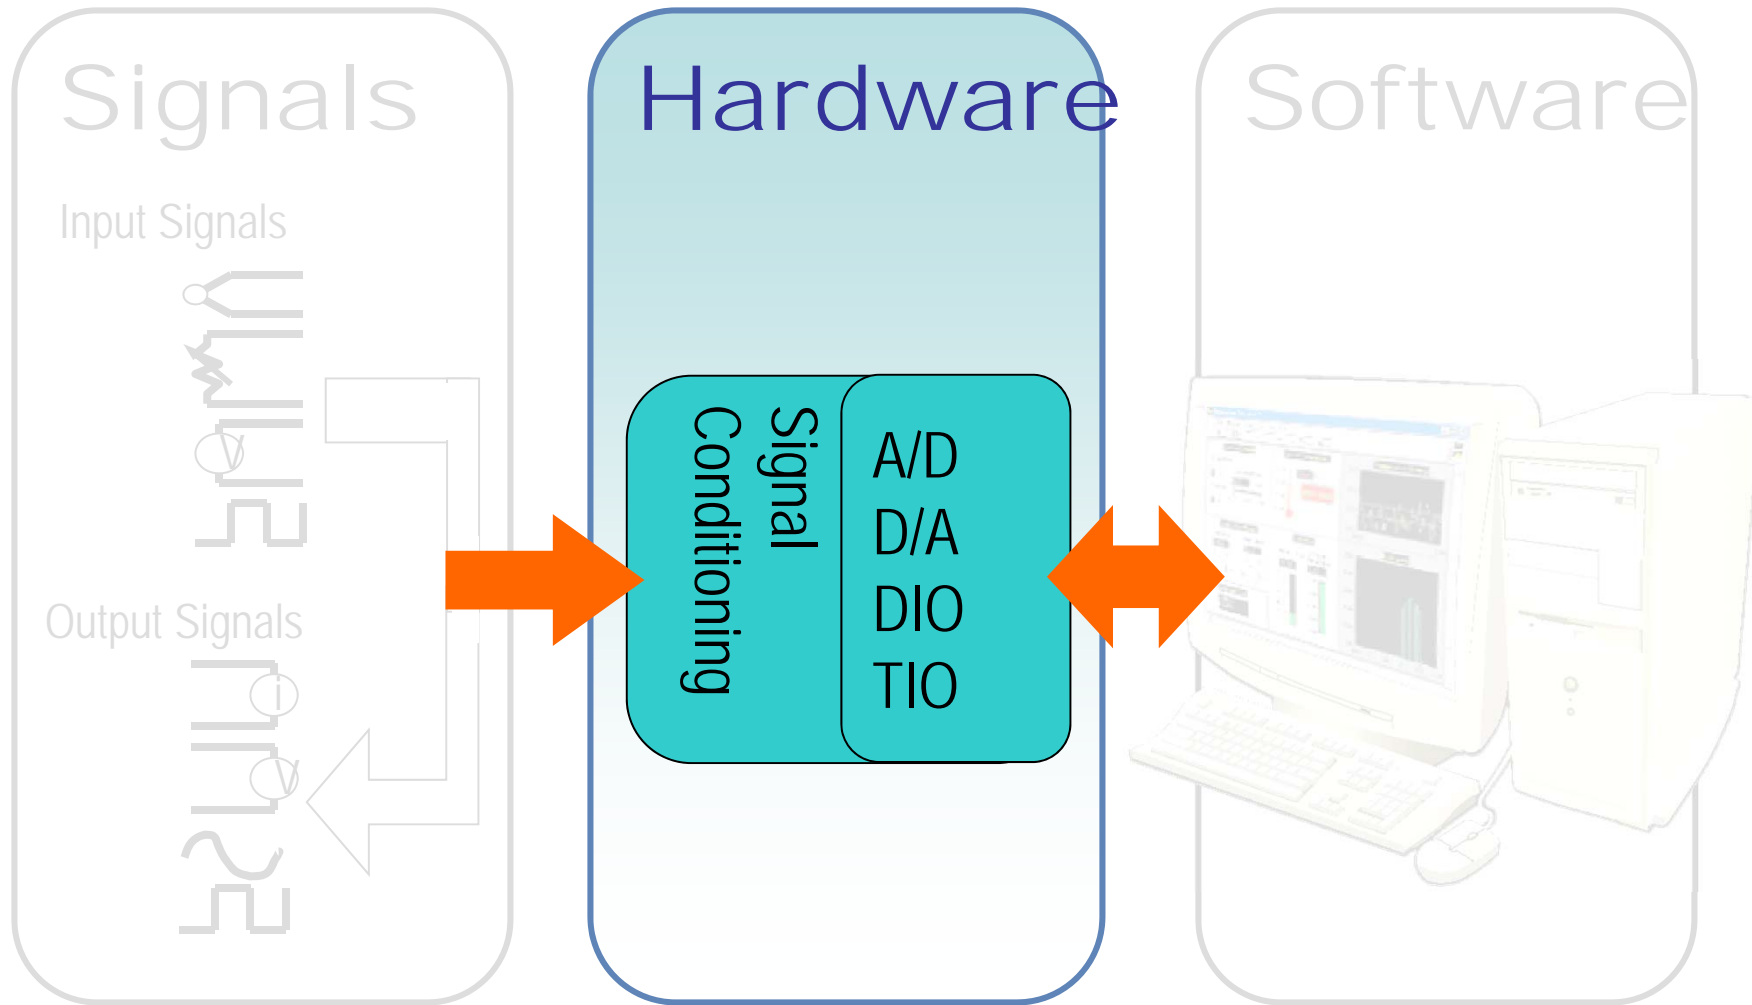 Signals
Input Signals
V
Output Signals
i
V
Hardware
Signal
Conditioning
A/D
D/A
DIO
TIO
Software